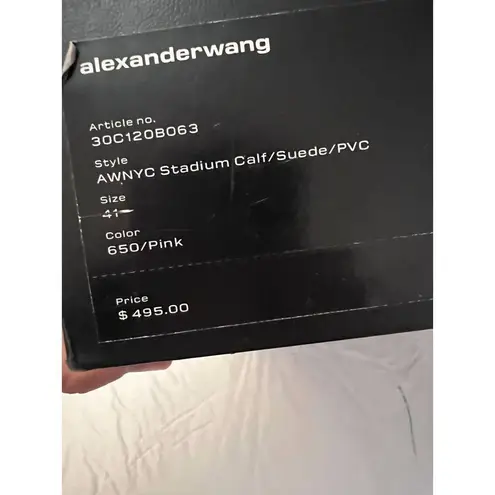 alexanderwang
Article no.
30C120B063
Style
AWNYC Stadium Calf/Suede/PVC
Size
41
Color
650/Pink
Price
$ 495.00